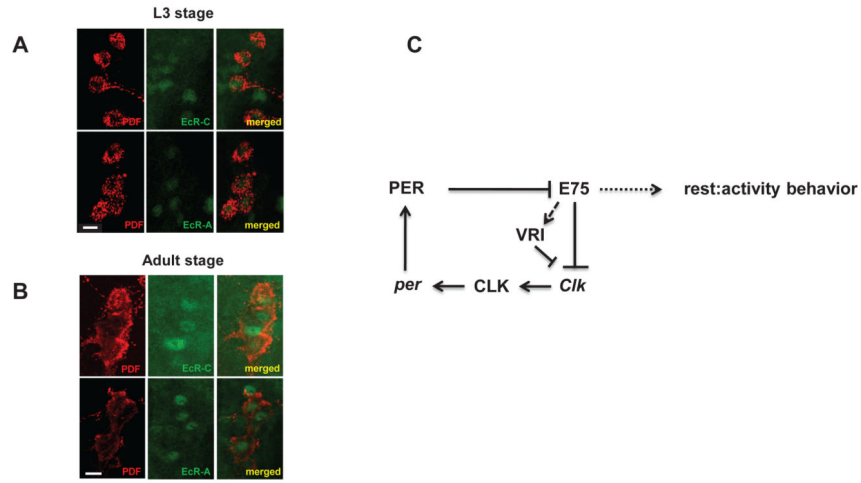 L3 stage
A
PDF EcR-C merged
PDF EcR-A merged
Adult stage
B
PDF EcR-C merged
PDF EcR-A merged
C
PER E75 rest:activity behavior
VRI
per CLK Clk